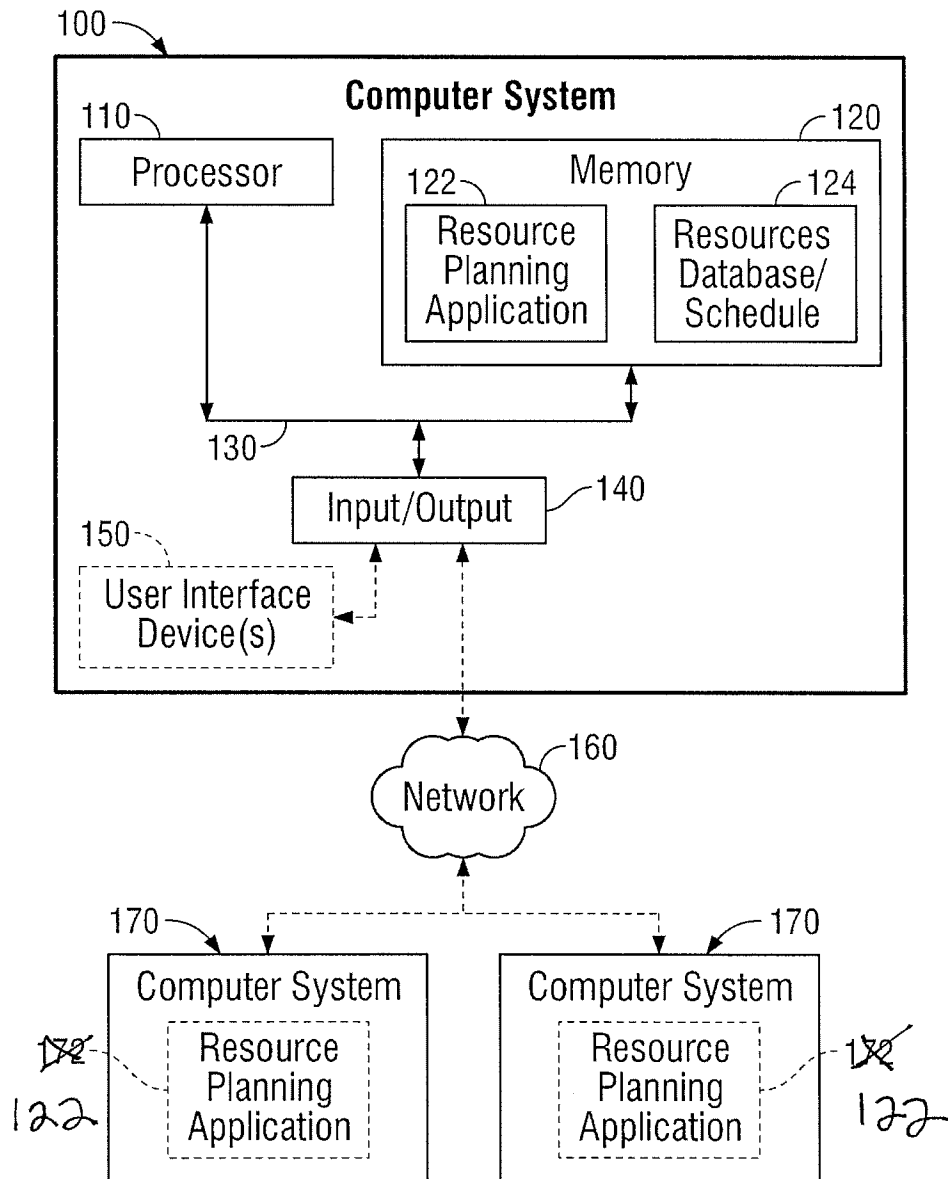 100
Computer System
110
Processor
120
Memory
122
Resource
Planning
Application
124
Resources
Database/
Schedule
130
Input/Output
140
150
User Interface
Device(s)
160
Network
170
Computer System
172
122
Resource
Planning
Application
170
Computer System
172
122
Resource
Planning
Application